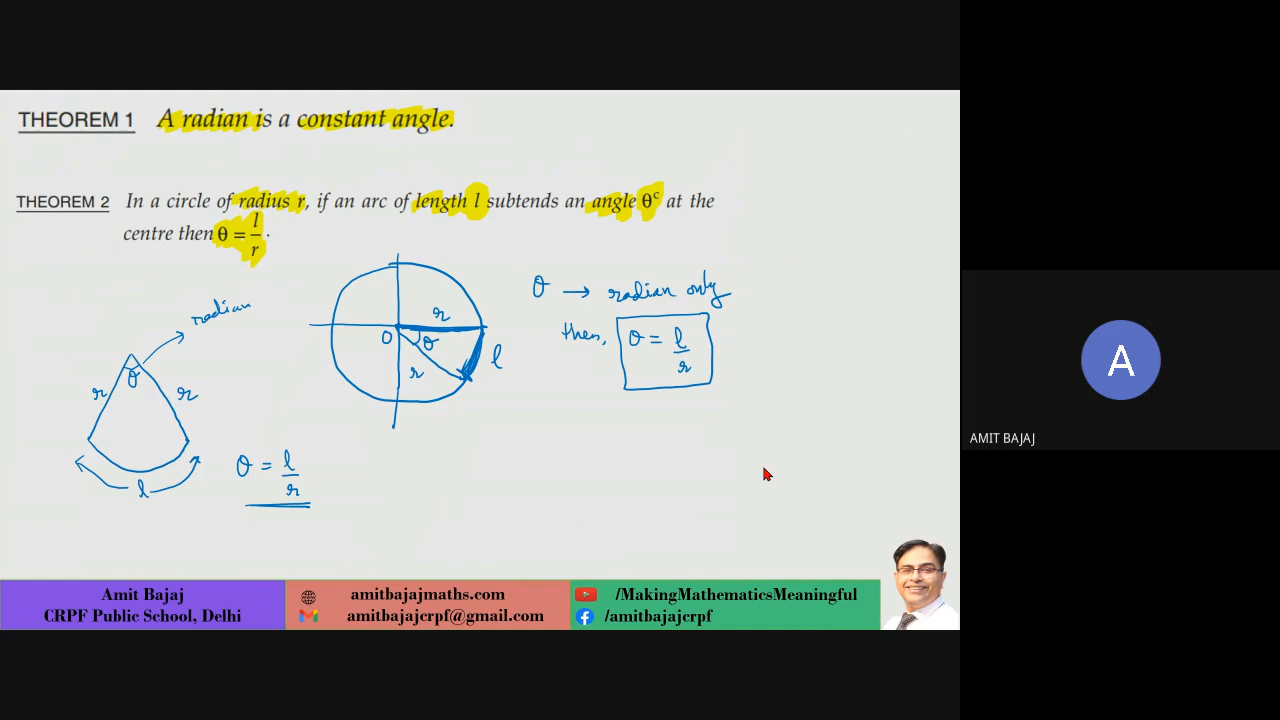 THEOREM 1 A radian is a constant angle.
THEOREM 2 In a circle of radius r, if an arc of length l subtends an angle θᶜ at the
centre then θ = l/r .
radian
θ
r
r
l
θ = l/r
r
O
θ
r
l
θ → radian only
then, θ = l/r
A
AMIT BAJAJ
Amit Bajaj
CRPF Public School, Delhi
amitbajajmaths.com
amitbajajcrpf@gmail.com
/MakingMathematicsMeaningful
/amitbajajcrpf